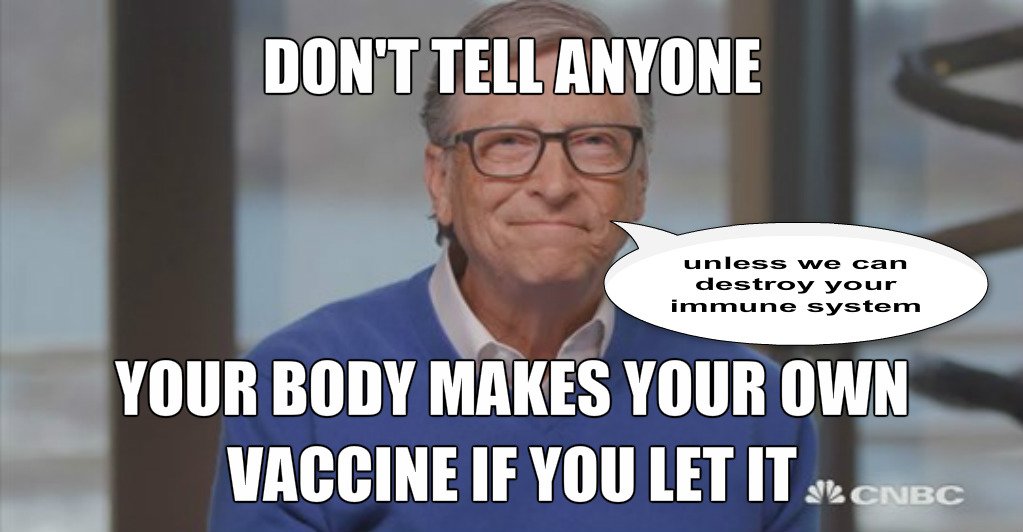 DON'T TELL ANYONE
unless we can
destroy your
immune system
YOUR BODY MAKES YOUR OWN
VACCINE IF YOU LET IT
CNBC